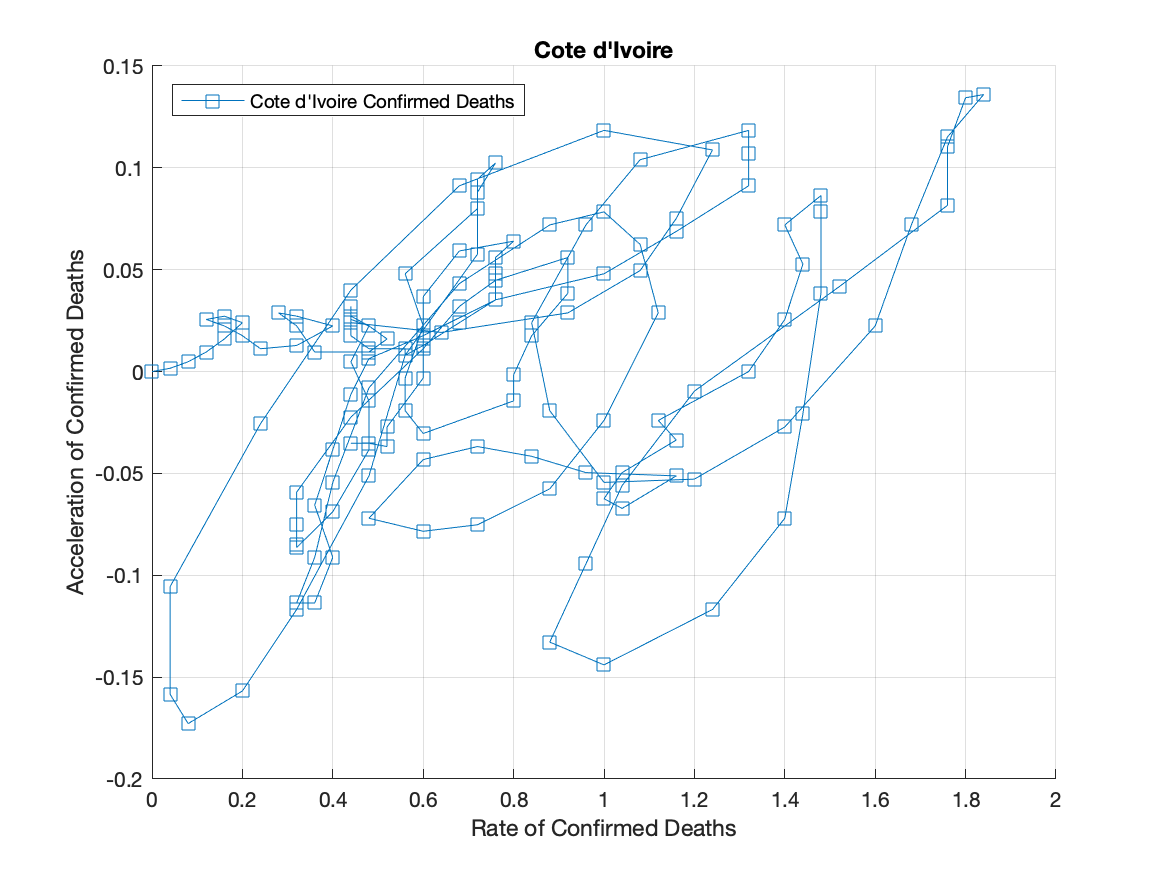 Cote d'Ivoire
Cote d'Ivoire Confirmed Deaths
0.15
0.1
0.05
0
-0.05
-0.1
-0.15
-0.2
Acceleration of Confirmed Deaths
0 0.2 0.4 0.6 0.8 1 1.2 1.4 1.6 1.8 2
Rate of Confirmed Deaths